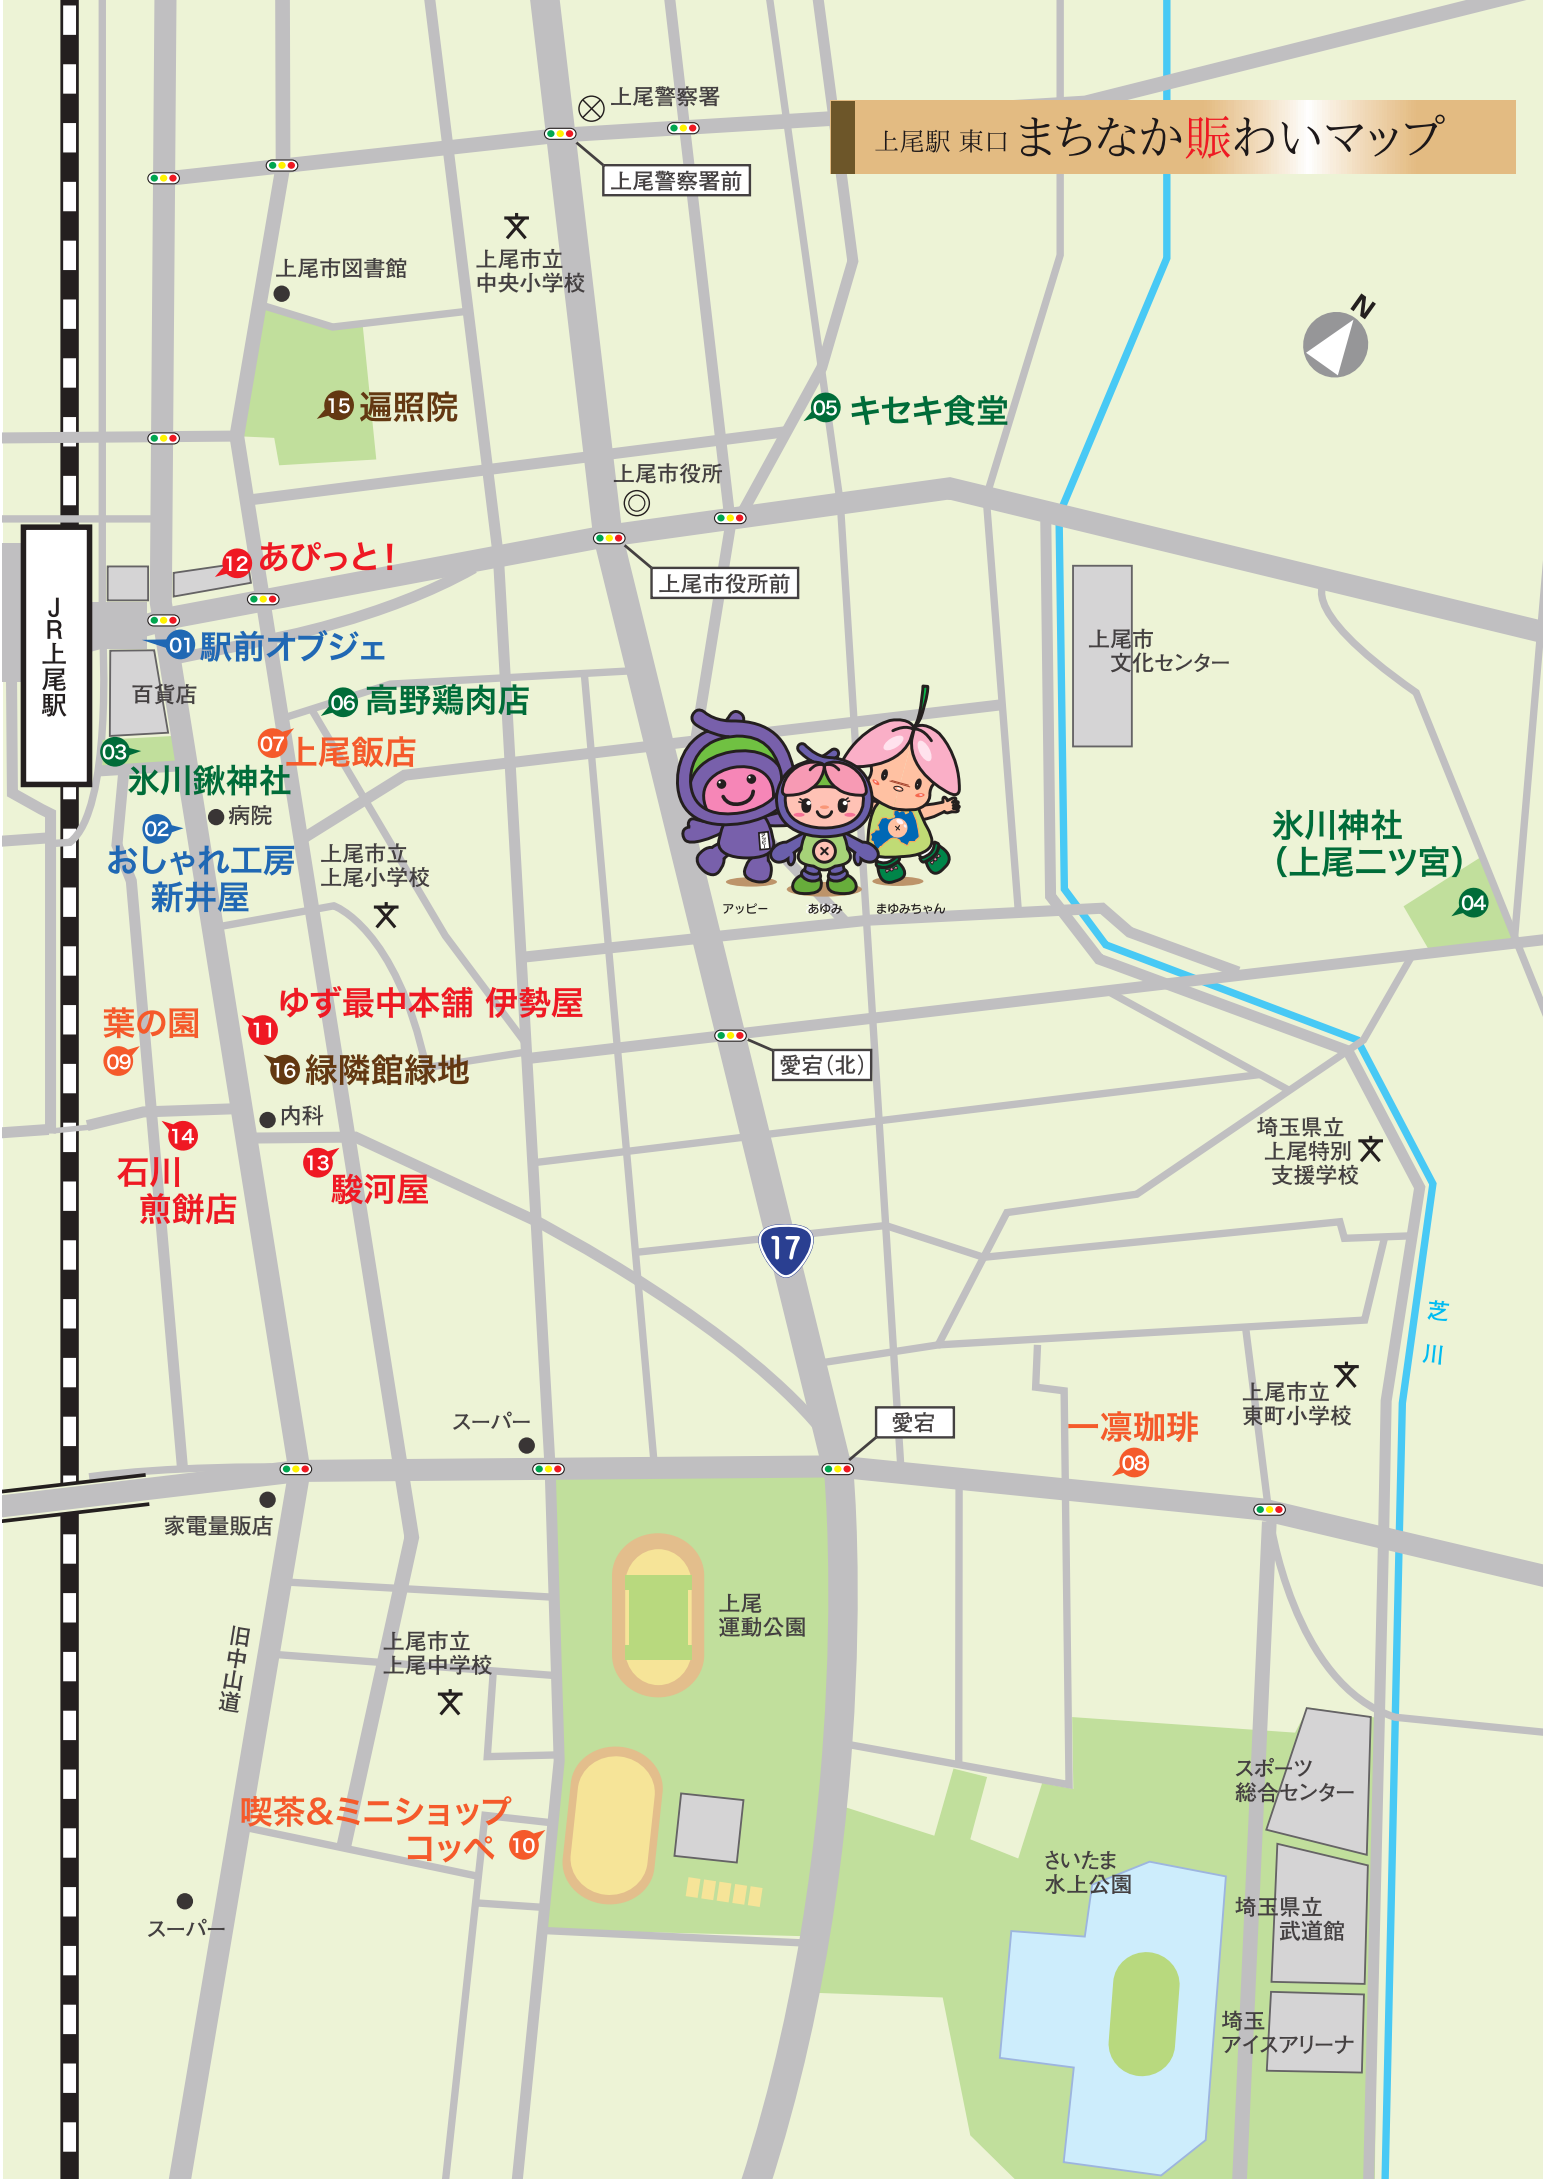 上尾警察署
上尾駅 東口 まちなか賑わいマップ
上尾警察署前
上尾市立
中央小学校
上尾市図書館
N
15 遍照院
05 キセキ食堂
上尾市役所
12 あぴっと!
上尾市役所前
JR上尾駅
01 駅前オブジェ
上尾市
文化センター
百貨店
06 高野鶏肉店
07 上尾飯店
03
氷川鍬神社
病院
02
おしゃれ工房
新井屋
上尾市立
上尾小学校
氷川神社
(上尾二ツ宮)
04
アッピー
あゆみ
まゆみちゃん
ゆず最中本舗 伊勢屋
11
葉の園
09
16 緑隣館緑地
愛宕(北)
内科
14
石川
煎餅店
13
駿河屋
埼玉県立
上尾特別
支援学校
17
芝川
上尾市立
東町小学校
スーパー
愛宕
一凛珈琲
08
家電量販店
上尾
運動公園
旧中山道
上尾市立
上尾中学校
喫茶&ミニショップ
コッペ 10
スポーツ
総合センター
さいたま
水上公園
スーパー
埼玉県立
武道館
埼玉
アイスアリーナ